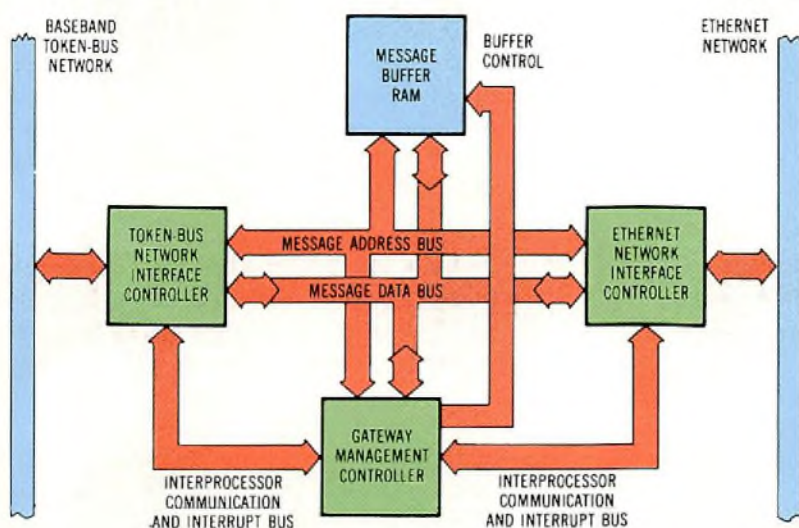 BASEBAND
TOKEN-BUS
NETWORK
MESSAGE
BUFFER
RAM
BUFFER
CONTROL
ETHERNET
NETWORK
TOKEN-BUS
NETWORK
INTERFACE
CONTROLLER
MESSAGE ADDRESS BUS
MESSAGE DATA BUS
ETHERNET
NETWORK
INTERFACE
CONTROLLER
GATEWAY
MANAGEMENT
CONTROLLER
INTERPROCESSOR
COMMUNICATION
AND INTERRUPT BUS
INTERPROCESSOR
COMMUNICATION
AND INTERRUPT BUS